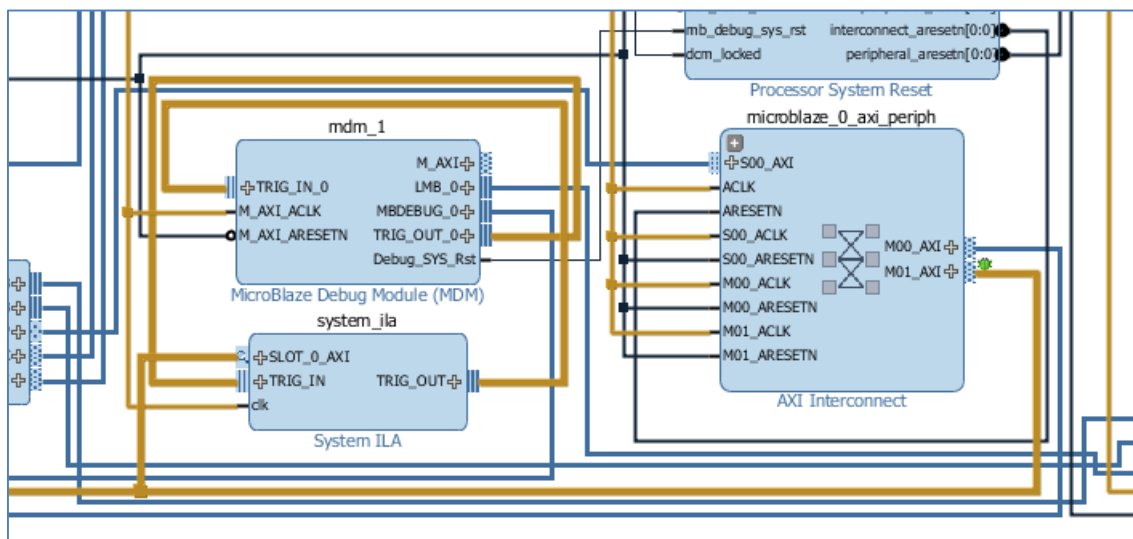 mb_debug_sys_rst
interconnect_aresetn[0:0]
dcm_locked
peripheral_aresetn[0:0]
Processor System Reset
mdm_1
M_AXI
TRIG_IN_0
LMB_0
M_AXI_ACLK
MBDEBUG_0
M_AXI_ARESETN
TRIG_OUT_0
Debug_SYS_Rst
MicroBlaze Debug Module (MDM)
system_ila
SLOT_0_AXI
TRIG_IN
TRIG_OUT
clk
System ILA
microblaze_0_axi_periph
S00_AXI
ACLK
ARESETN
S00_ACLK
S00_ARESETN
M00_AXI
M00_ACLK
M01_AXI
M00_ARESETN
M01_ACLK
M01_ARESETN
AXI Interconnect